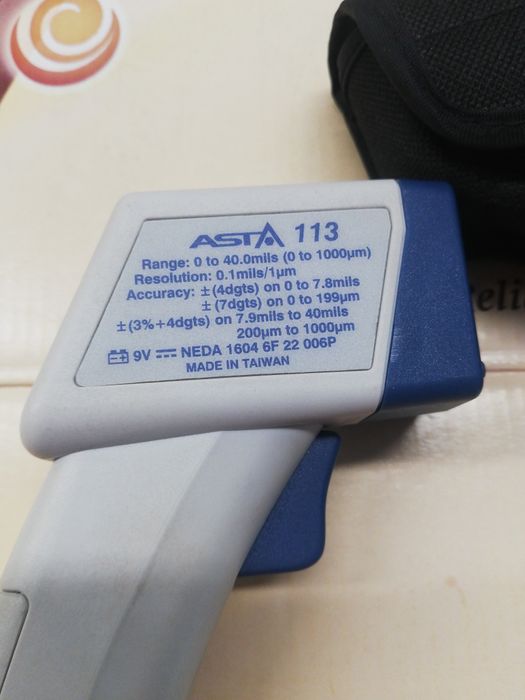 ASTA 113
Range: 0 to 40.0mils (0 to 1000µm)
Resolution: 0.1mils/1µm
Accuracy: ±(4dgts) on 0 to 7.8mils
±(7dgts) on 0 to 199µm
±(3%+4dgts) on 7.9mils to 40mils
200µm to 1000µm
9V NEDA 1604 6F 22 006P
MADE IN TAIWAN